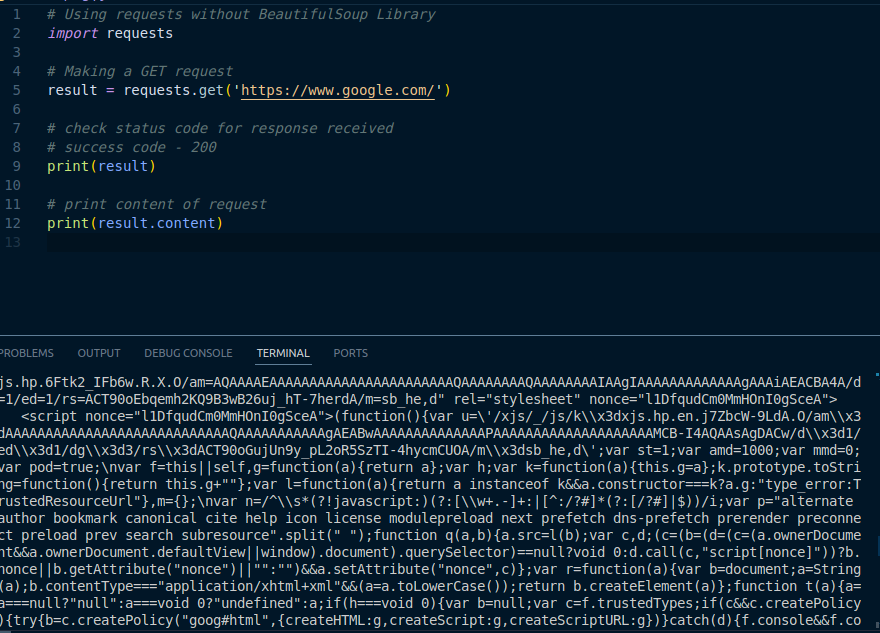 1 # Using requests without BeautifulSoup Library
2 import requests
3
4 # Making a GET request
5 result = requests.get('https://www.google.com/')
6
7 # check status code for response received
8 # success code - 200
9 print(result)
10
11 # print content of request
12 print(result.content)
13
PROBLEMS OUTPUT DEBUG CONSOLE TERMINAL PORTS
=1/ed=1/rs=ACT90oEbqemh2KQ9B3wB26uj_hT-7herdA/m=sb_he,d" rel="stylesheet" nonce="l1DfqudCm0MmHOnI0gSceA">
<script nonce="l1DfqudCm0MmHOnI0gSceA">(function(){var u=\'/xjs/_/js/k\\x3dxjs.hp.en.j7ZbcW-9LdA.O/am\\x3
ed\\x3d1/dg\\x3d3/rs\\x3dACT90oGujUn9y_pL2oR5SzTI-4hycmCUOA/m\\x3dsb_he,d\';var st=1;var amd=1000;var mmd=0;
var pod=true;\nvar f=this||self,g=function(a){return a};var h;var k=function(a){this.g=a};k.prototype.toStri
ng=function(){return this.g+""};var l=function(a){return a instanceof k&&a.constructor===k?a.g:"type_error:T
rustedResourceUrl"},m={};\nvar n=/^\\s*(?!javascript:)(?:[\\w+.-]+:|[^:/?#]*(?:[/?#]|$))/i;var p="alternate
author bookmark canonical cite help icon license modulepreload next prefetch dns-prefetch prerender preconne
ct preload prev search subresource".split(" ");function q(a,b){a.src=l(b);var c,d;(c=(b=(d=(c=(a.ownerDocume
nt&&a.ownerDocument.defaultView||window).document).querySelector)==null?void 0:d.call(c,"script[nonce]"))?b.
nonce||b.getAttribute("nonce")||"":"")&&a.setAttribute("nonce",c)};var r=function(a){var b=document;a=String
(a);b.contentType==="application/xhtml+xml"&&(a=a.toLowerCase());return b.createElement(a)};function t(a){a=
a===null?"null":a===void 0?"undefined":a;if(h===void 0){var b=null;var c=f.trustedTypes;if(c&&c.createPolicy
){try{b=c.createPolicy("goog#html",{createHTML:g,createScript:g,createScriptURL:g})}catch(d){f.console&&f.co